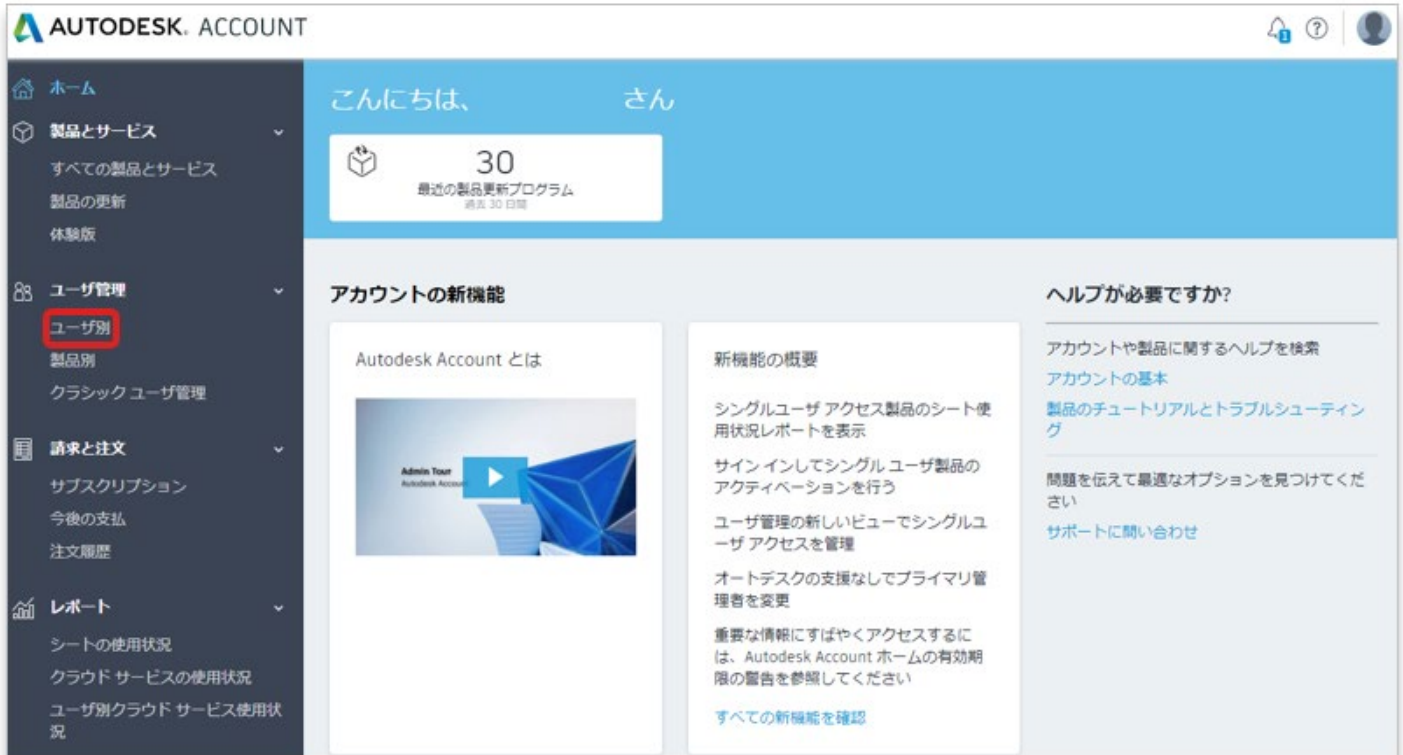 AUTODESK. ACCOUNT
1
ホーム
製品とサービス
すべての製品とサービス
製品の更新
体験版
ユーザ管理
ユーザ別
製品別
クラシック ユーザ管理
請求と注文
サブスクリプション
今後の支払
注文履歴
レポート
シートの使用状況
クラウド サービスの使用状況
ユーザ別クラウド サービス使用状
況
こんにちは、 さん
30
最近の製品更新プログラム
過去 30 日間
アカウントの新機能
Autodesk Account とは
Admin Tour
Autodesk Account
新機能の概要
シングルユーザ アクセス製品のシート使
用状況レポートを表示
サイン インしてシングル ユーザ製品の
アクティベーションを行う
ユーザ管理の新しいビューでシングルユ
ーザ アクセスを管理
オートデスクの支援なしでプライマリ管
理者を変更
重要な情報にすばやくアクセスするに
は、Autodesk Account ホームの有効期
限の警告を参照してください
すべての新機能を確認
ヘルプが必要ですか?
アカウントや製品に関するヘルプを検索
アカウントの基本
製品のチュートリアルとトラブルシューティン
グ
問題を伝えて最適なオプションを見つけてくだ
さい
サポートに問い合わせ